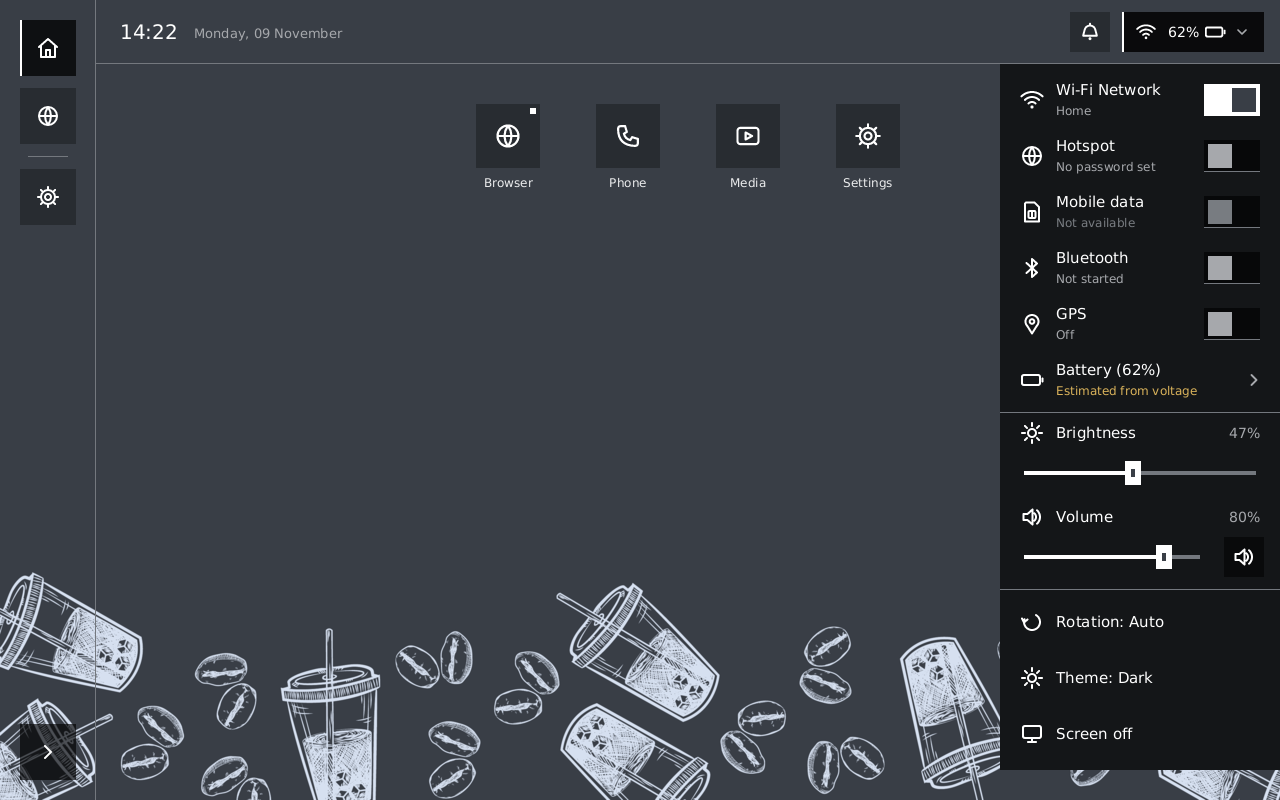 14:22 Monday, 09 November
62%
Browser
Phone
Media
Settings
Wi-Fi Network
Home
Hotspot
No password set
Mobile data
Not available
Bluetooth
Not started
GPS
Off
Battery (62%)
Estimated from voltage
Brightness 47%
Volume 80%
Rotation: Auto
Theme: Dark
Screen off